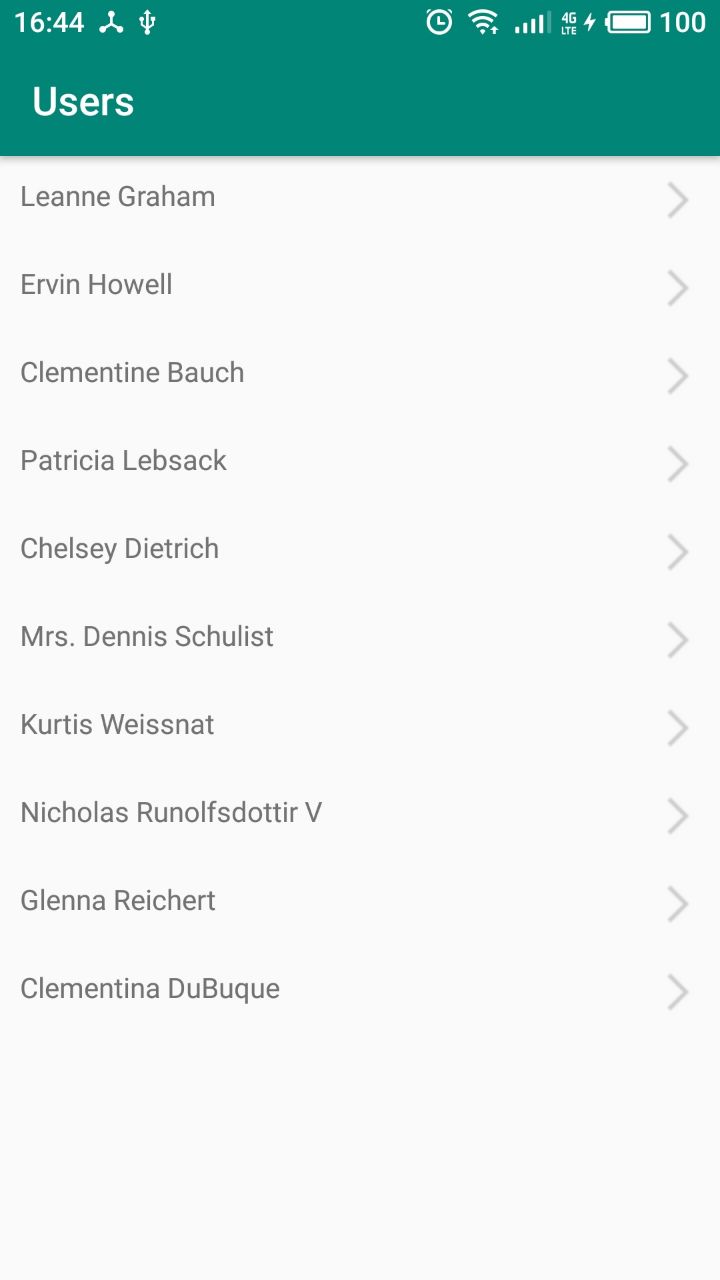 16:44 4G LTE 100
Users
Leanne Graham
Ervin Howell
Clementine Bauch
Patricia Lebsack
Chelsey Dietrich
Mrs. Dennis Schulist
Kurtis Weissnat
Nicholas Runolfsdottir V
Glenna Reichert
Clementina DuBuque